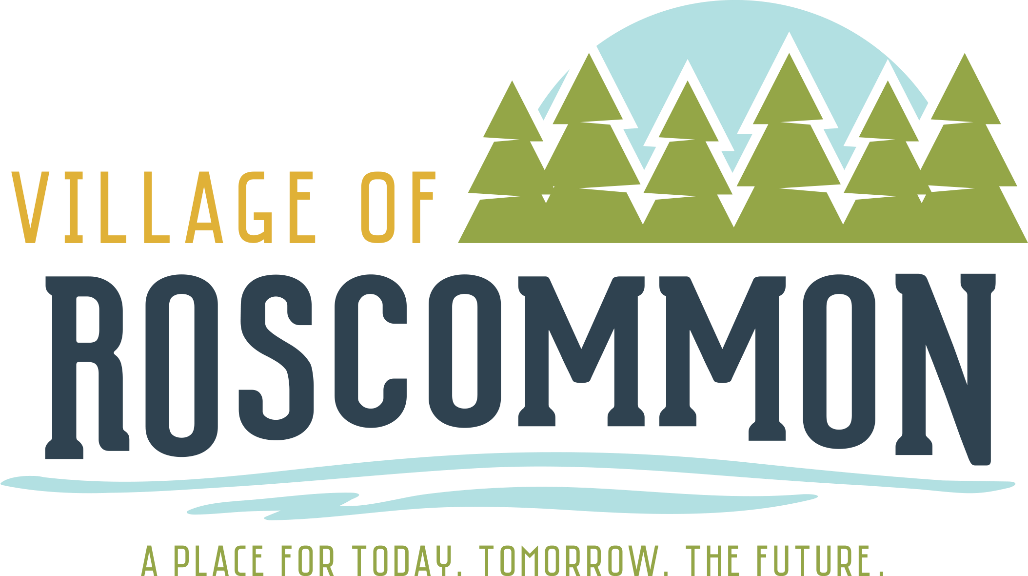 VILLAGE OF
ROSCOMMON
A PLACE FOR TODAY. TOMORROW. THE FUTURE.